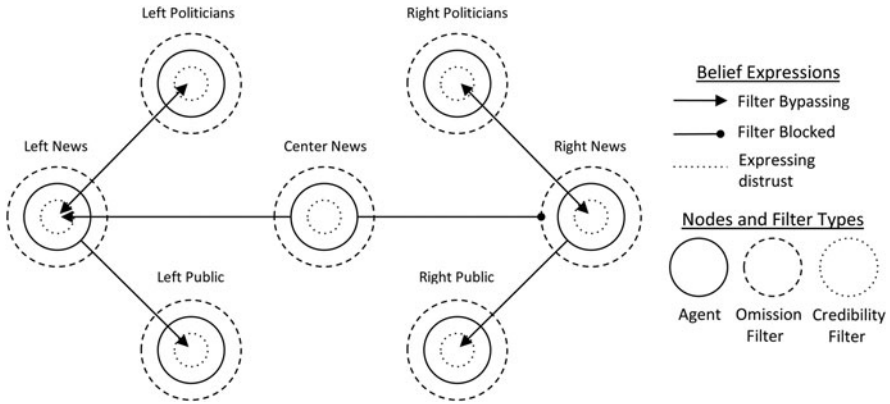 Left Politicians
Right Politicians
Belief Expressions
Filter Bypassing
Left News
Center News
Right News
Filter Blocked
Expressing
distrust
Nodes and Filter Types
Left Public
Right Public
Agent
Omission
Filter
Credibility
Filter